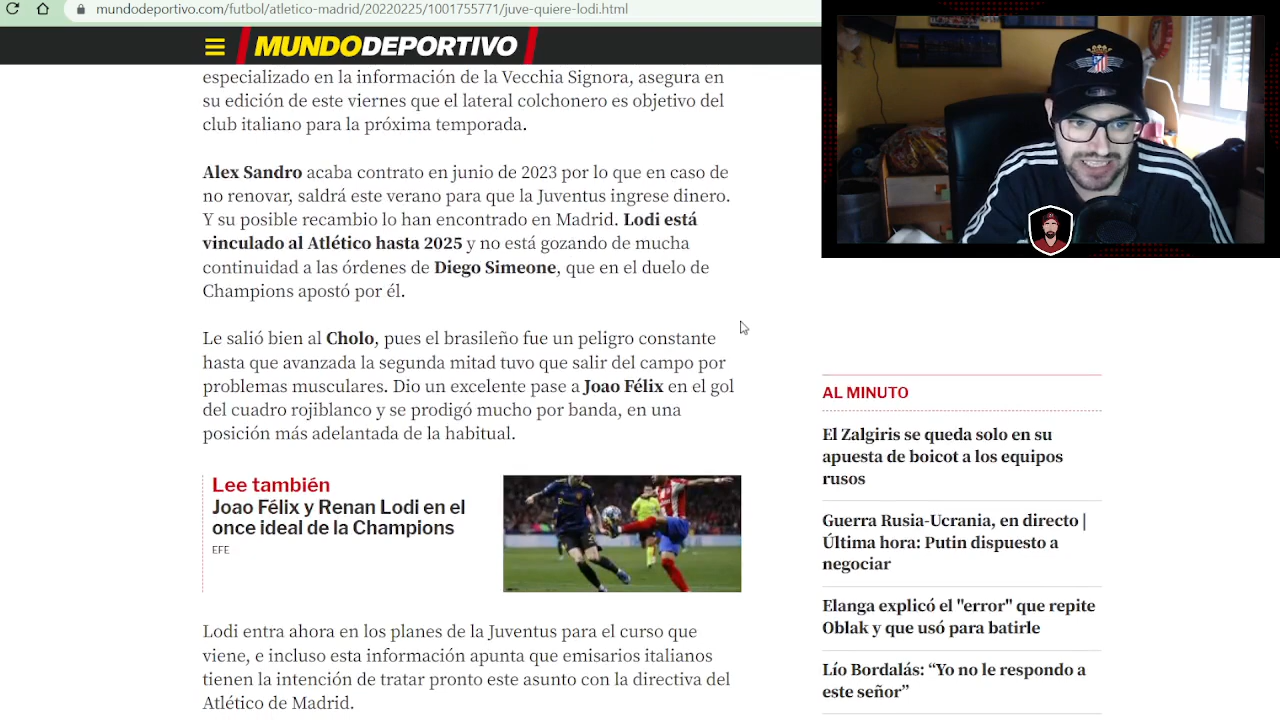 mundodeportivo.com/futbol/atletico-madrid/20220225/1001755771/juve-quiere-lodi.html
MUNDODEPORTIVO
especializado en la información de la Vecchia Signora, asegura en
su edición de este viernes que el lateral colchonero es objetivo del
club italiano para la próxima temporada.
Alex Sandro acaba contrato en junio de 2023 por lo que en caso de
no renovar, saldrá este verano para que la Juventus ingrese dinero.
Y su posible recambio lo han encontrado en Madrid. Lodi está
vinculado al Atlético hasta 2025 y no está gozando de mucha
continuidad a las órdenes de Diego Simeone, que en el duelo de
Champions apostó por él.
Le salió bien al Cholo, pues el brasileño fue un peligro constante
hasta que avanzada la segunda mitad tuvo que salir del campo por
problemas musculares. Dio un excelente pase a Joao Félix en el gol
del cuadro rojiblanco y se prodigó mucho por banda, en una
posición más adelantada de la habitual.
Lee también
Joao Félix y Renan Lodi en el
once ideal de la Champions
EFE
Lodi entra ahora en los planes de la Juventus para el curso que
viene, e incluso esta información apunta que emisarios italianos
tienen la intención de tratar pronto este asunto con la directiva del
Atlético de Madrid.
AL MINUTO
El Zalgiris se queda solo en su
apuesta de boicot a los equipos
rusos
Guerra Rusia-Ucrania, en directo |
Última hora: Putin dispuesto a
negociar
Elanga explicó el "error" que repite
Oblak y que usó para batirle
Lío Bordalás: “Yo no le respondo a
este señor”